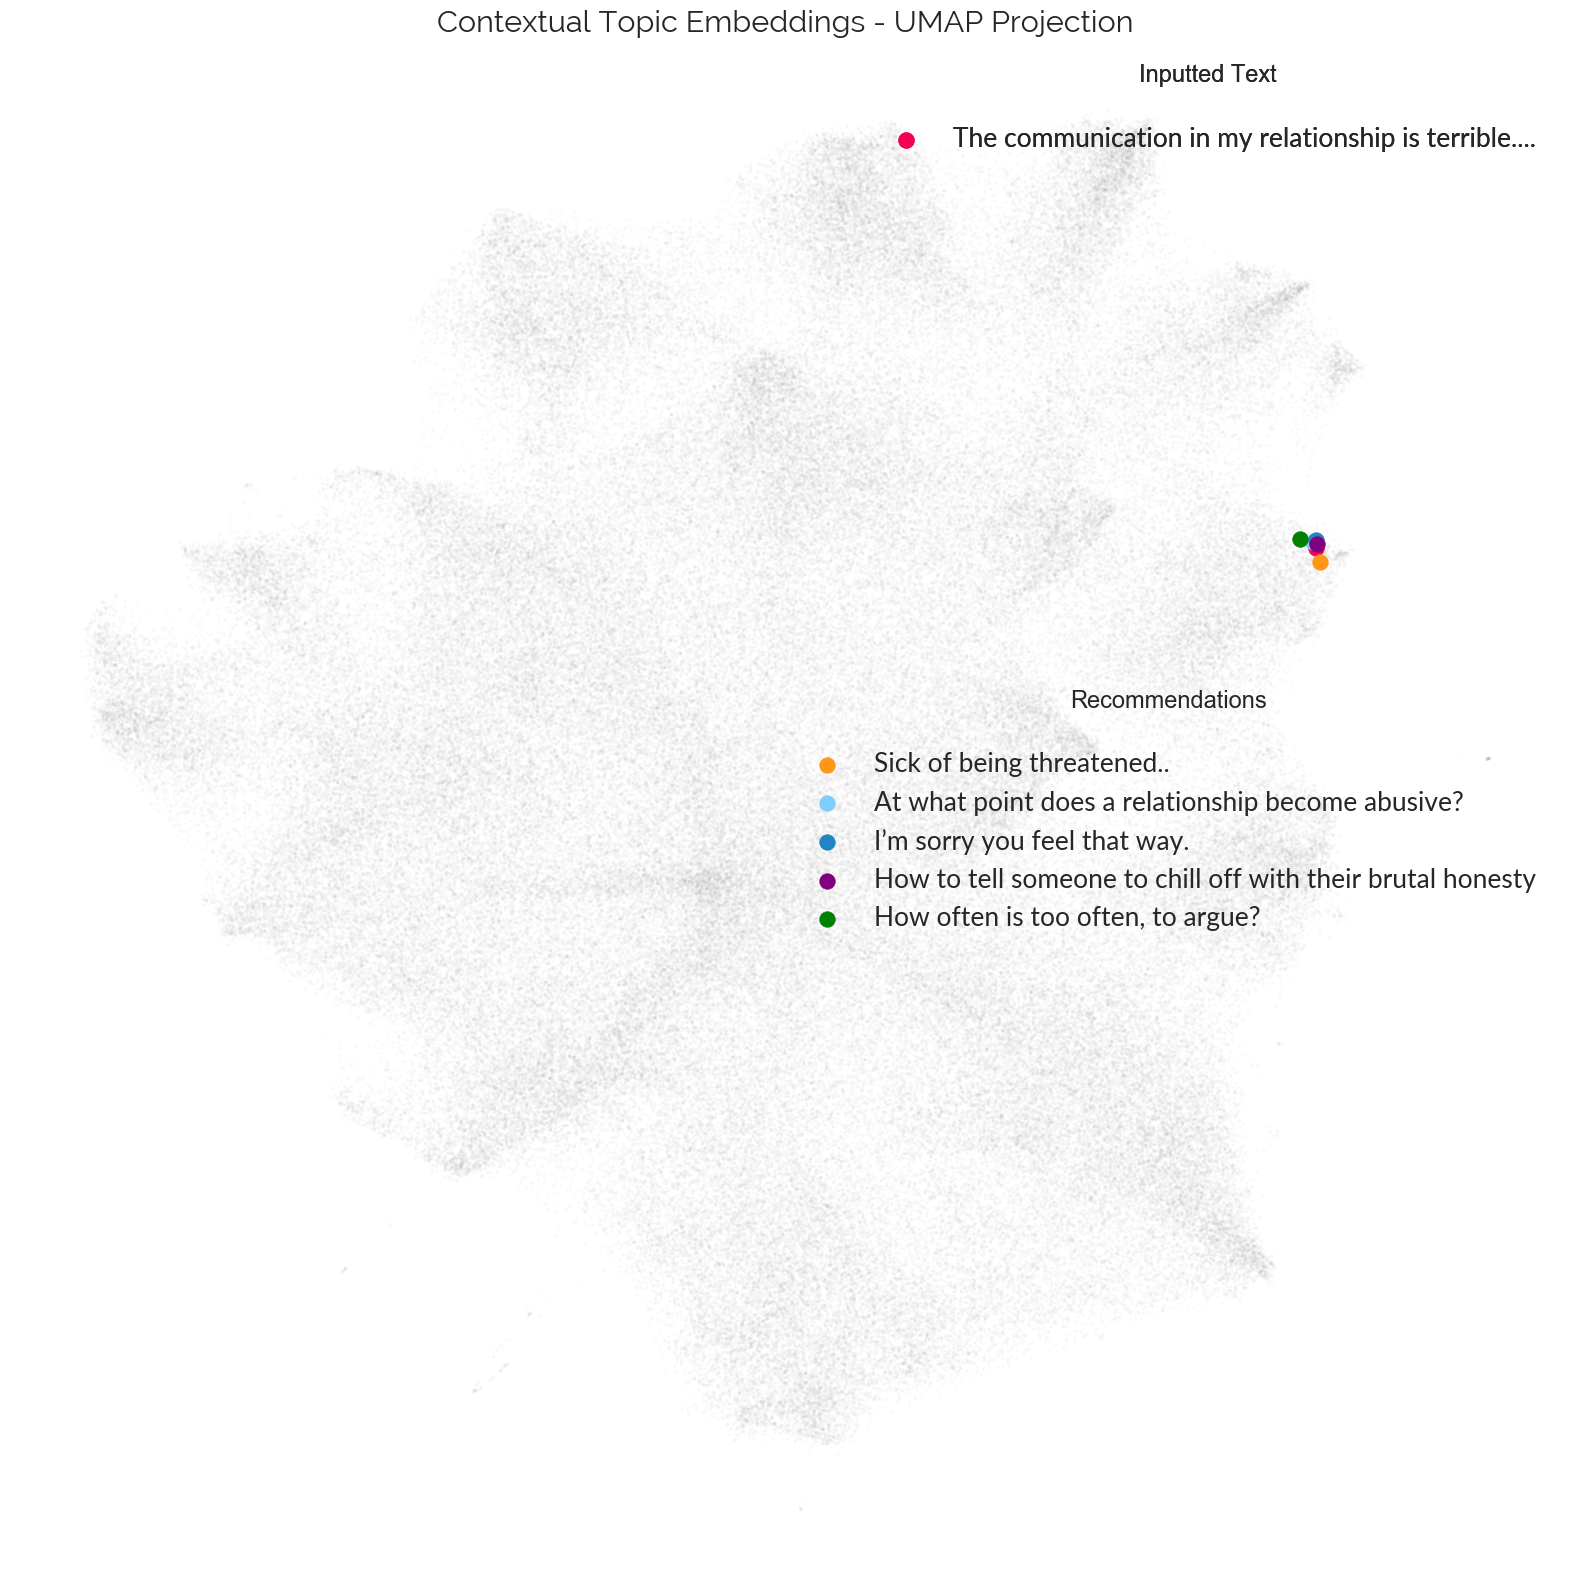 Contextual Topic Embeddings - UMAP Projection
Inputted Text
The communication in my relationship is terrible....
Recommendations
Sick of being threatened..
At what point does a relationship become abusive?
I’m sorry you feel that way.
How to tell someone to chill off with their brutal honesty
How often is too often, to argue?